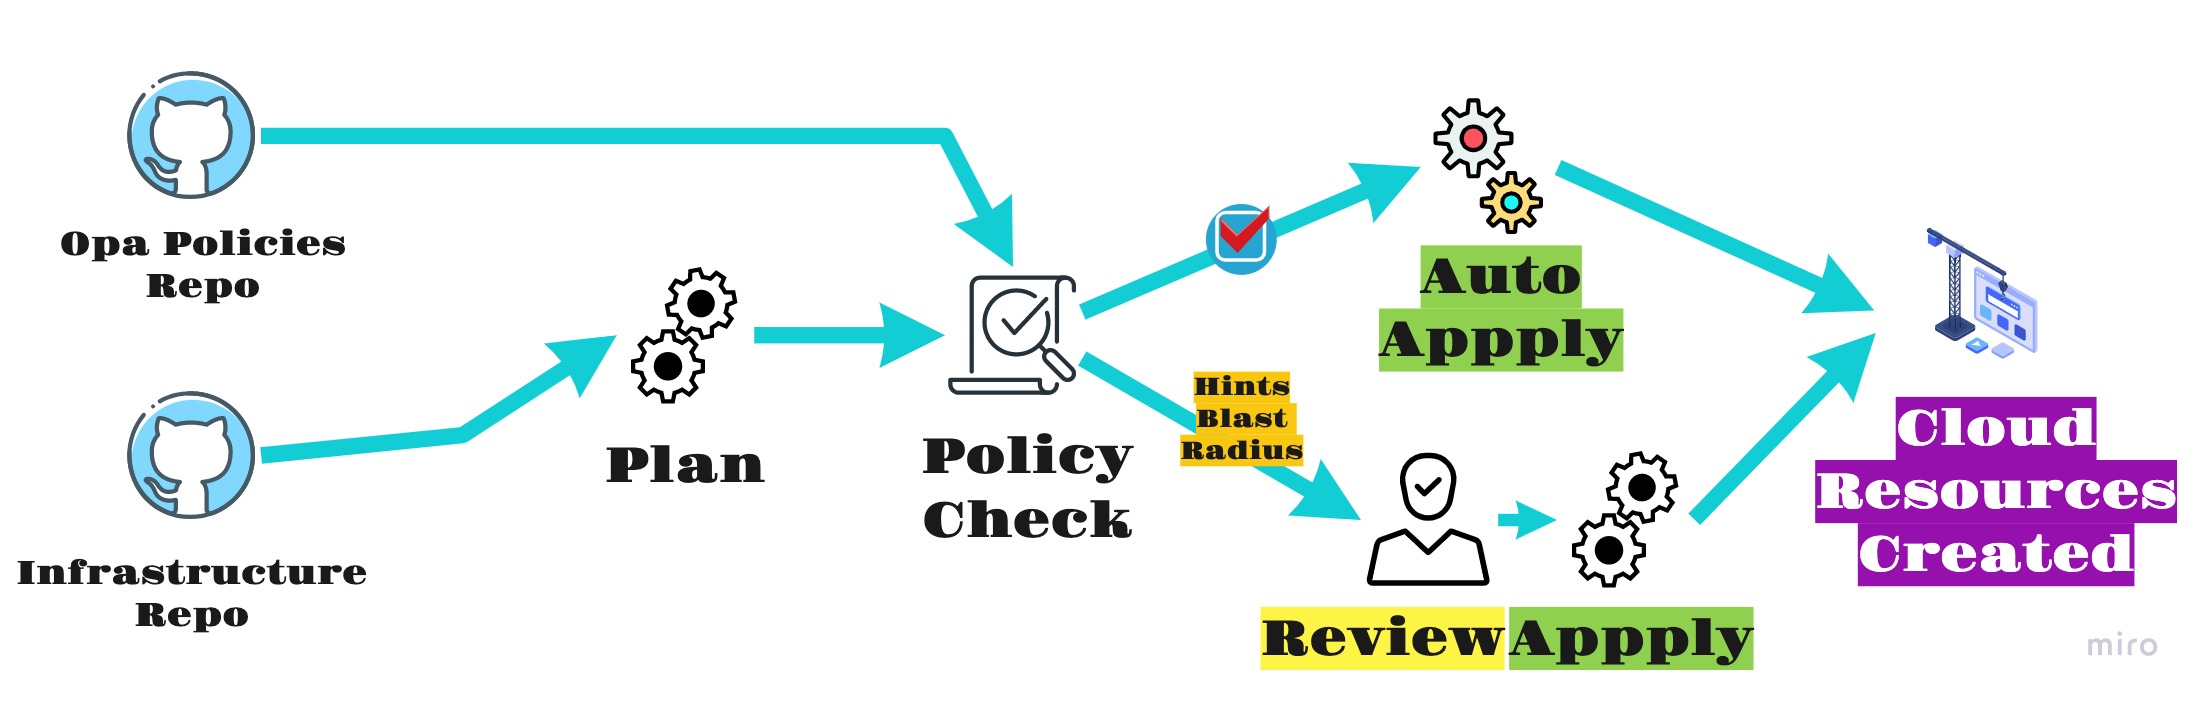 Opa Policies
Repo
Infrastructure
Repo
Plan
Policy
Check
Hints
Blast
Radius
Auto
Appply
Review
Appply
Cloud
Resources
Created
miro